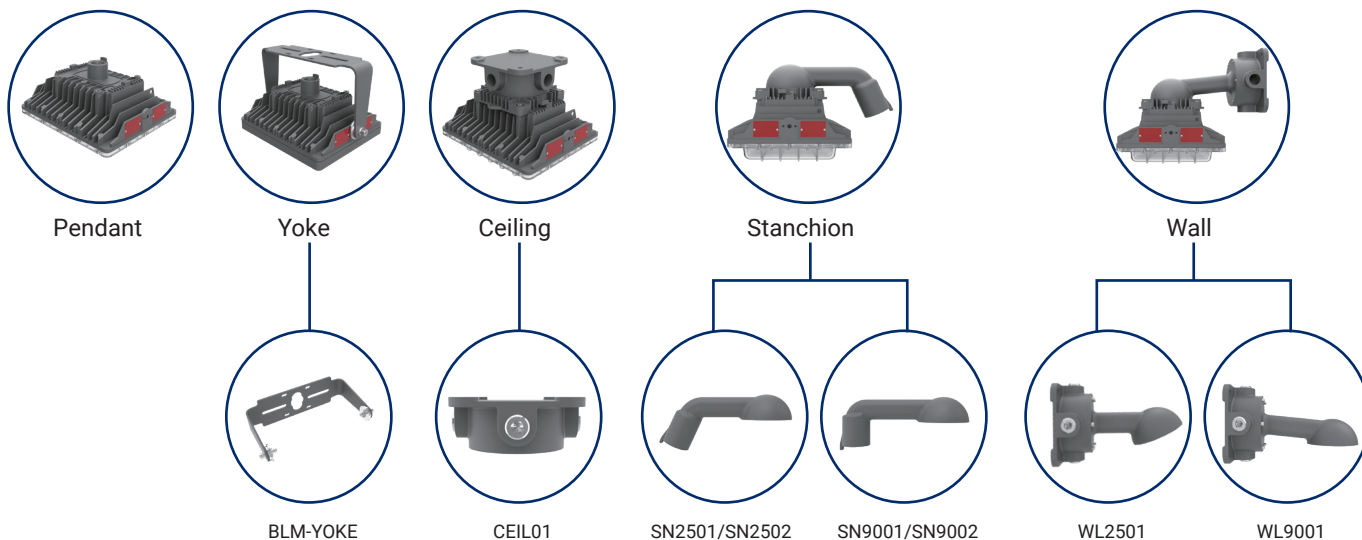 Pendant
Yoke
Ceiling
Stanchion
Wall
BLM-YOKE
CEIL01
SN2501/SN2502
SN9001/SN9002
WL2501
WL9001